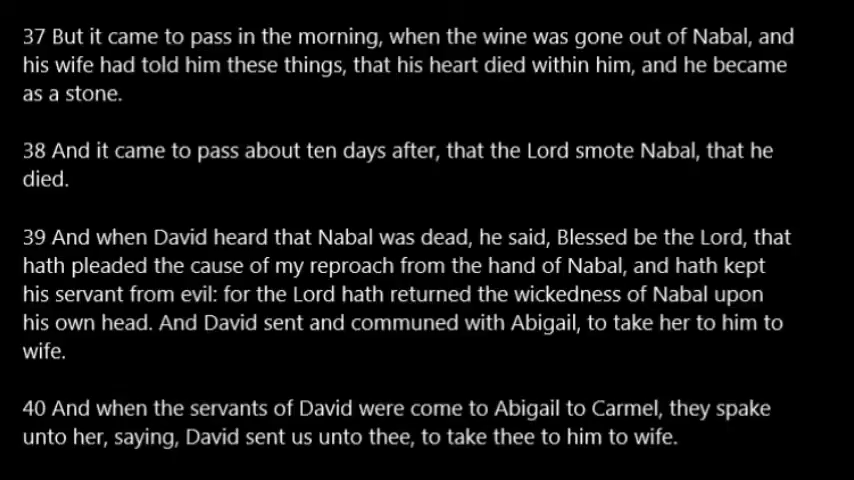 37 But it came to pass in the morning, when the wine was gone out of Nabal, and
his wife had told him these things, that his heart died within him, and he became
as a stone.
38 And it came to pass about ten days after, that the Lord smote Nabal, that he
died.
39 And when David heard that Nabal was dead, he said, Blessed be the Lord, that
hath pleaded the cause of my reproach from the hand of Nabal, and hath kept
his servant from evil: for the Lord hath returned the wickedness of Nabal upon
his own head. And David sent and communed with Abigail, to take her to him to
wife.
40 And when the servants of David were come to Abigail to Carmel, they spake
unto her, saying, David sent us unto thee, to take thee to him to wife.